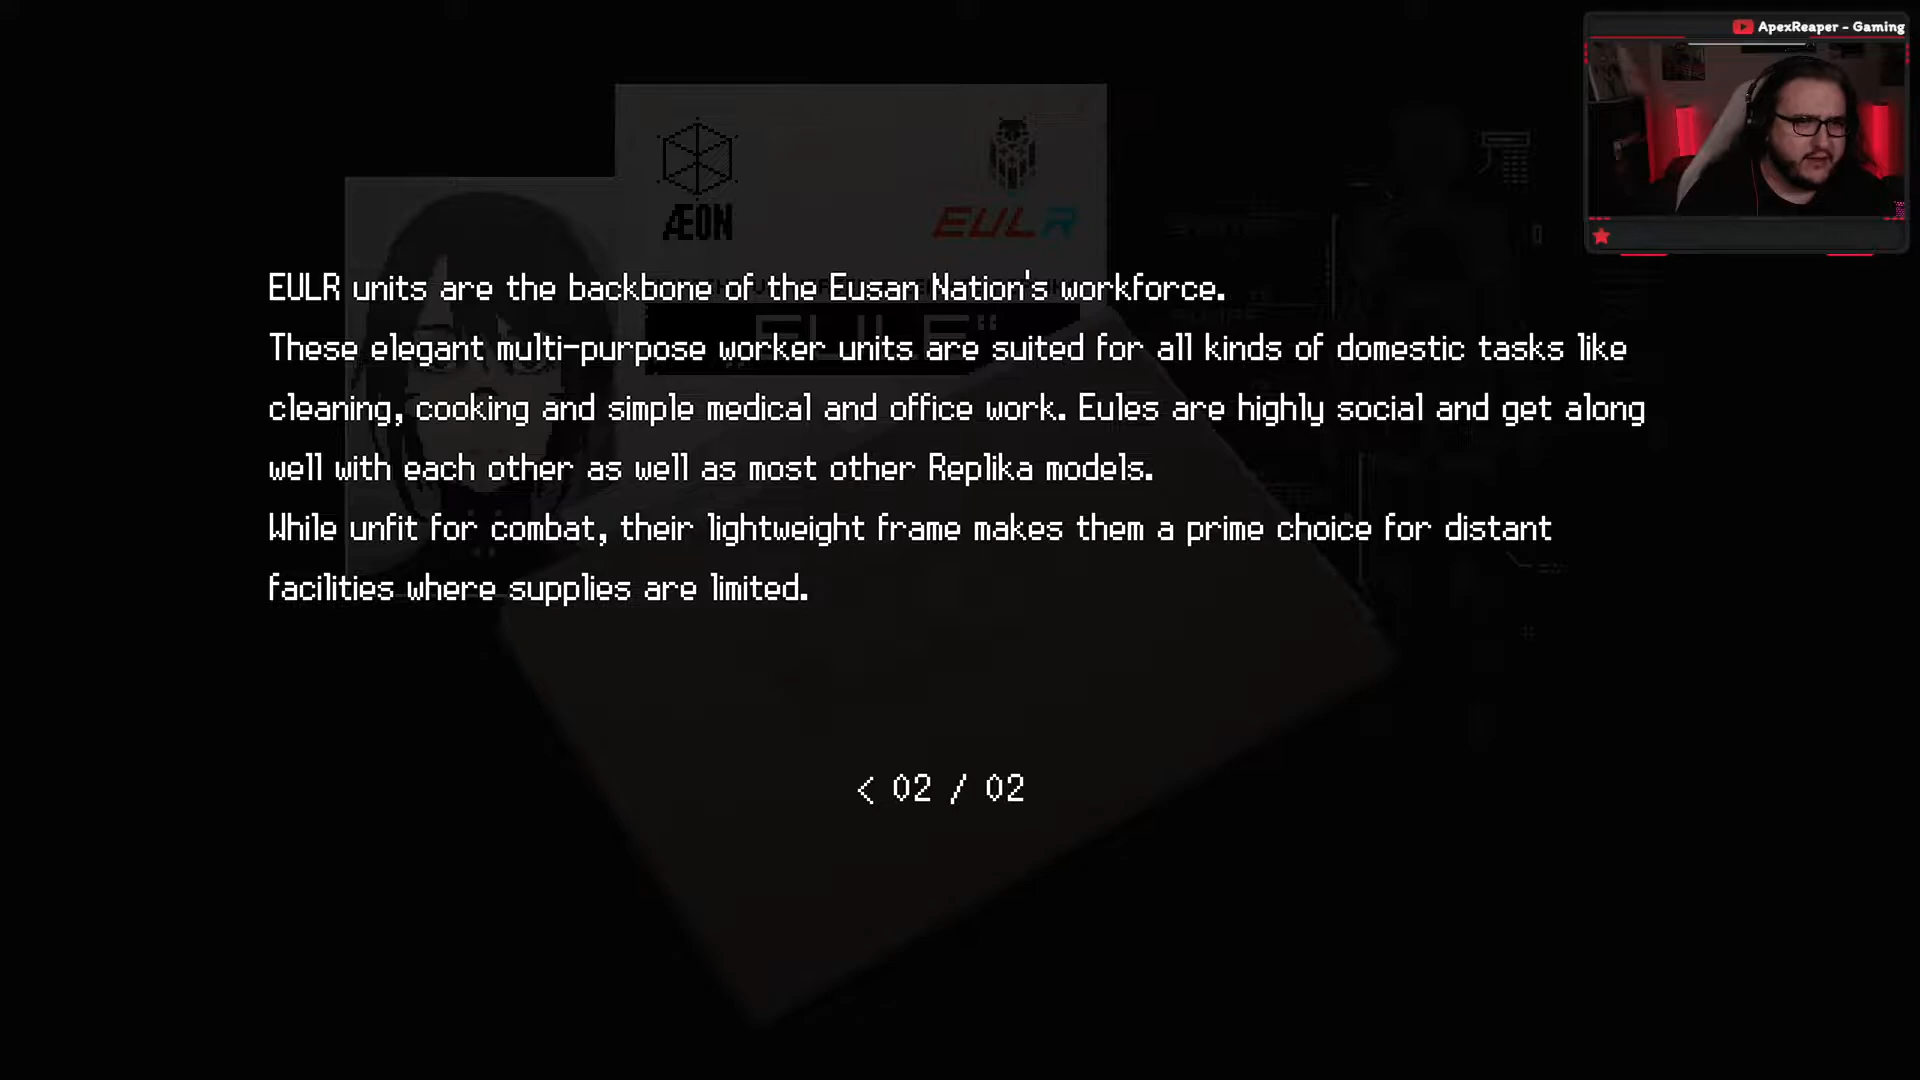 ApexReaper - Gaming
ÆON
EULR
"EULE"
EULR units are the backbone of the Eusan Nation's workforce.
These elegant multi-purpose worker units are suited for all kinds of domestic tasks like
cleaning, cooking and simple medical and office work. Eules are highly social and get along
well with each other as well as most other Replika models.
While unfit for combat, their lightweight frame makes them a prime choice for distant
facilities where supplies are limited.
< 02 / 02